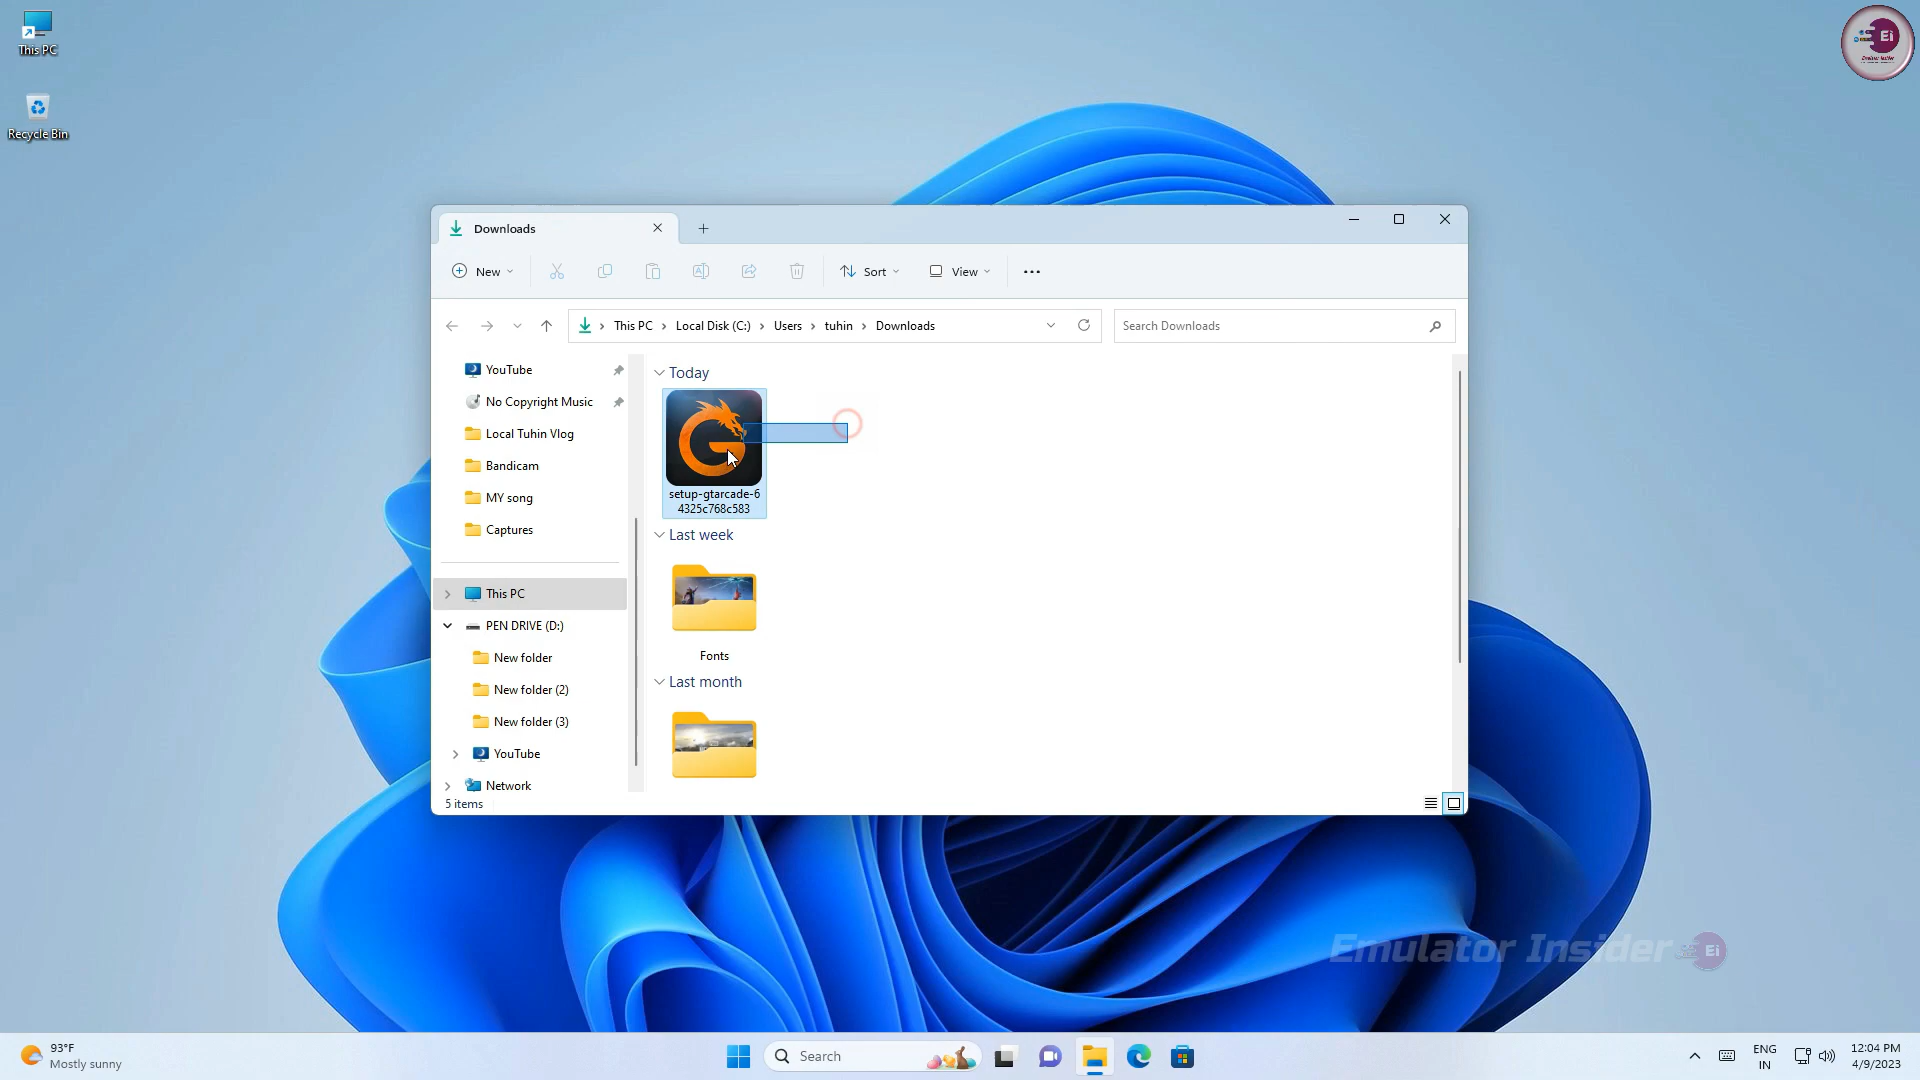 This PC
Recycle Bin
Ei
Downloads
New
Sort
View
This PC
Local Disk (C:)
Users
tuhin
Downloads
Search Downloads
YouTube
No Copyright Music
Local Tuhin Vlog
Bandicam
MY song
Captures
This PC
PEN DRIVE (D:)
New folder
New folder (2)
New folder (3)
YouTube
Network
5 items
Today
setup-gtarcade-6
4325c768c583
Last week
Fonts
Last month
Emulator Insider Ei
93°F
Mostly sunny
Search
ENG
IN
12:04 PM
4/9/2023